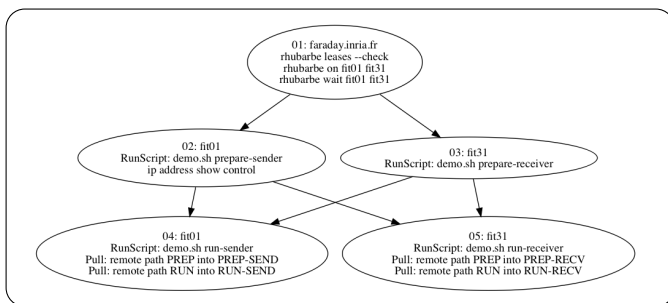 01: faraday.inria.fr
rhubarbe leases --check
rhubarbe on fit01 fit31
rhubarbe wait fit01 fit31
02: fit01
RunScript: demo.sh prepare-sender
ip address show control
03: fit31
RunScript: demo.sh prepare-receiver
04: fit01
RunScript: demo.sh run-sender
Pull: remote path PREP into PREP-SEND
Pull: remote path RUN into RUN-SEND
05: fit31
RunScript: demo.sh run-receiver
Pull: remote path PREP into PREP-RECV
Pull: remote path RUN into RUN-RECV